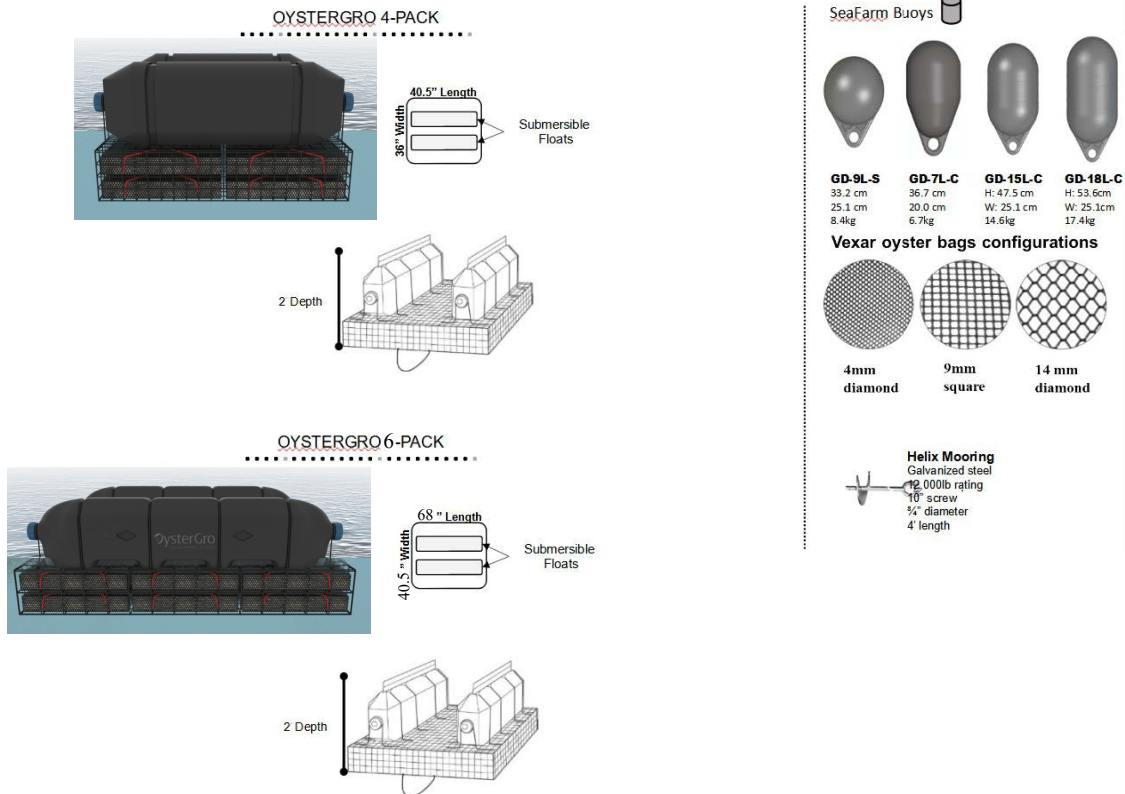 OYSTERGRO 4-PACK
40.5" Length
36" Width
Submersible
Floats
2 Depth
OYSTERGRO 6-PACK
OysterGro
68 " Length
40.5 " Width
Submersible
Floats
2 Depth
SeaFarm Buoys
GD-9L-S
33.2 cm
25.1 cm
8.4kg
GD-7L-C
36.7 cm
20.0 cm
6.7kg
GD-15L-C
H: 47.5 cm
W: 25.1 cm
14.6kg
GD-18L-C
H: 53.6cm
W: 25.1cm
17.4kg
Vexar oyster bags configurations
4mm
diamond
9mm
square
14 mm
diamond
Helix Mooring
Galvanized steel
12,000lb rating
10" screw
¾" diameter
4' length